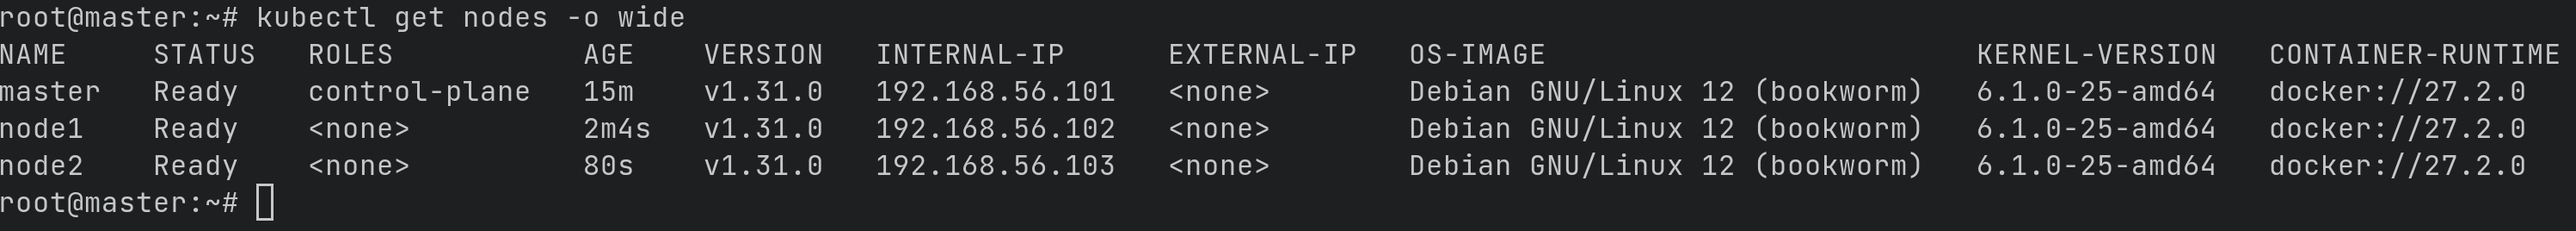 root@master:~# kubectl get nodes -o wide
NAME     STATUS   ROLES           AGE    VERSION   INTERNAL-IP      EXTERNAL-IP   OS-IMAGE                         KERNEL-VERSION   CONTAINER-RUNTIME
master   Ready    control-plane   15m    v1.31.0   192.168.56.101   <none>        Debian GNU/Linux 12 (bookworm)   6.1.0-25-amd64   docker://27.2.0
node1    Ready    <none>          2m4s   v1.31.0   192.168.56.102   <none>        Debian GNU/Linux 12 (bookworm)   6.1.0-25-amd64   docker://27.2.0
node2    Ready    <none>          80s    v1.31.0   192.168.56.103   <none>        Debian GNU/Linux 12 (bookworm)   6.1.0-25-amd64   docker://27.2.0
root@master:~#